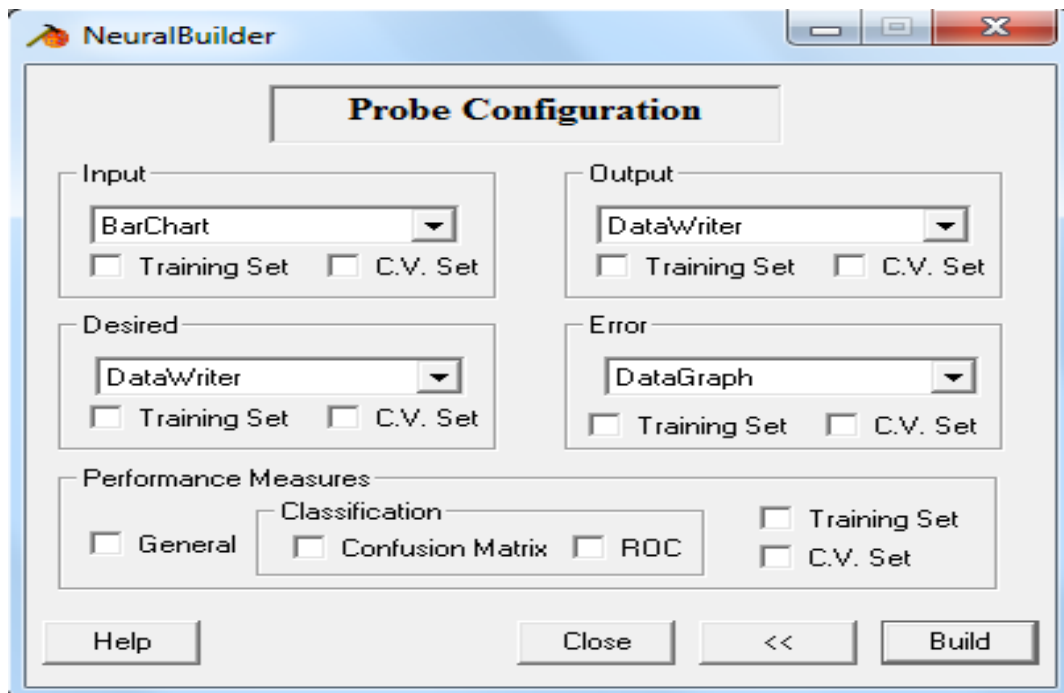 NeuralBuilder
Probe Configuration
Input
BarChart
Training Set C.V. Set
Output
DataWriter
Training Set C.V. Set
Desired
DataWriter
Training Set C.V. Set
Error
DataGraph
Training Set C.V. Set
Performance Measures
General
Classification
Confusion Matrix ROC
Training Set
C.V. Set
Help Close << Build